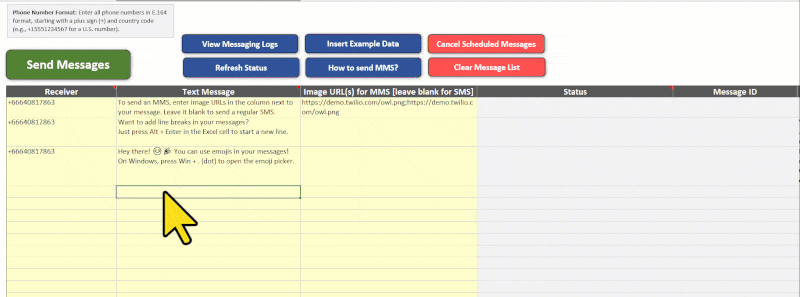 Phone Number Format: Enter all phone numbers in E.164
format, starting with a plus sign (+) and country code
(e.g., +15551234567 for a U.S. number).
Send Messages
View Messaging Logs
Insert Example Data
Cancel Scheduled Messages
Refresh Status
How to send MMS?
Clear Message List
Receiver
Text Message
Image URL(s) for MMS [leave blank for SMS]
Status
Message ID
+66640817863
To send an MMS, enter image URLs in the column next to
your message. Leave it blank to send a regular SMS.
https://demo.twilio.com/owl.png;https://demo.twilio.c
om/owl.png
+66640817863
Want to add line breaks in your messages?
Just press Alt + Enter in the Excel cell to start a new line.
+66640817863
Hey there! 😊 🎉 You can use emojis in your messages!
On Windows, press Win + . (dot) to open the emoji picker.